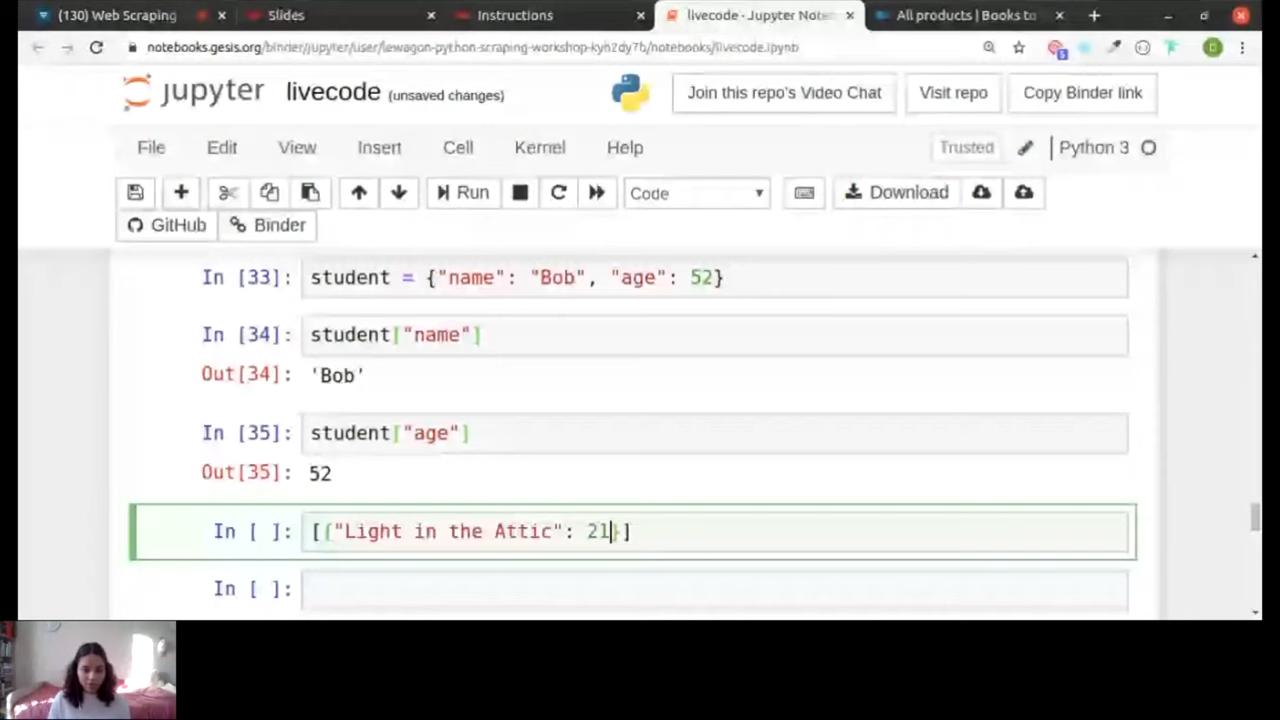 (130) Web Scraping
Slides
Instructions
livecode - Jupyter Note
All products | Books to
notebooks.gesis.org/binder/jupyter/user/lewagon-python-scraping-workshop-kyh2dy7b/notebooks/livecode.ipynb
jupyter livecode (unsaved changes)
Join this repo's Video Chat
Visit repo
Copy Binder link
File Edit View Insert Cell Kernel Help
Trusted
Python 3
Run
Code
Download
GitHub
Binder
In [33]: student = {"name": "Bob", "age": 52}
In [34]: student["name"]
Out[34]: 'Bob'
In [35]: student["age"]
Out[35]: 52
In [ ]: [{"Light in the Attic": 21}]
In [ ]: